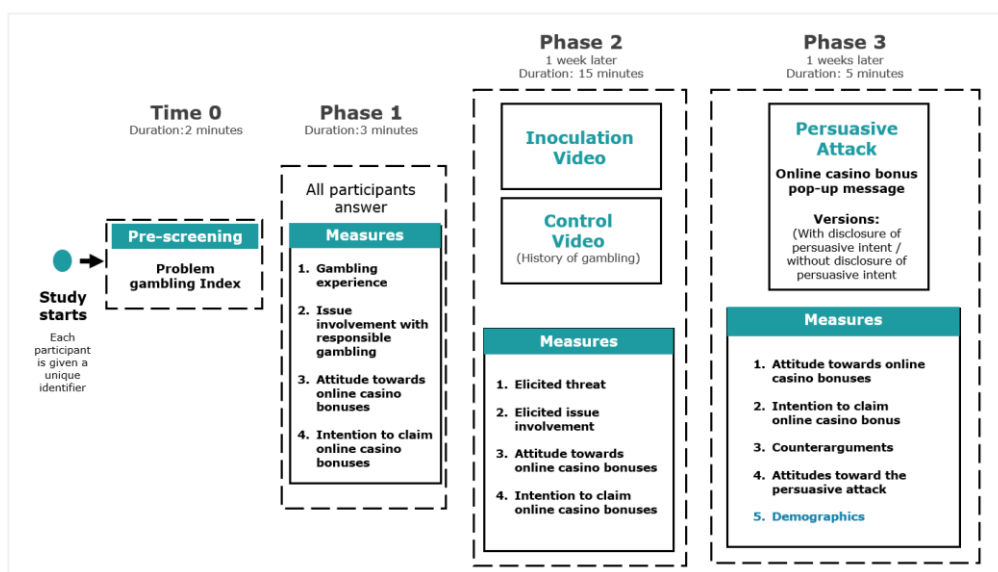 Study
starts
Each
participant
is given a
unique
identifier
Time 0
Duration:2 minutes
Pre-screening
Problem
gambling Index
Phase 1
Duration:3 minutes
All participants
answer
Measures
1. Gambling
experience
2. Issue
involvement with
responsible
gambling
3. Attitude towards
online casino
bonuses
4. Intention to claim
online casino
bonuses
Phase 2
1 week later
Duration: 15 minutes
Inoculation
Video
Control
Video
(History of gambling)
Measures
1. Elicited threat
2. Elicited issue
involvement
3. Attitude towards
online casino bonuses
4. Intention to claim
online casino bonuses
Phase 3
1 weeks later
Duration: 5 minutes
Persuasive
Attack
Online casino bonus
pop-up message
Versions:
(With disclosure of
persuasive intent /
without disclosure of
persuasive intent
Measures
1. Attitude towards online
casino bonuses
2. Intention to claim
online casino bonus
3. Counterarguments
4. Attitudes toward the
persuasive attack
5. Demographics